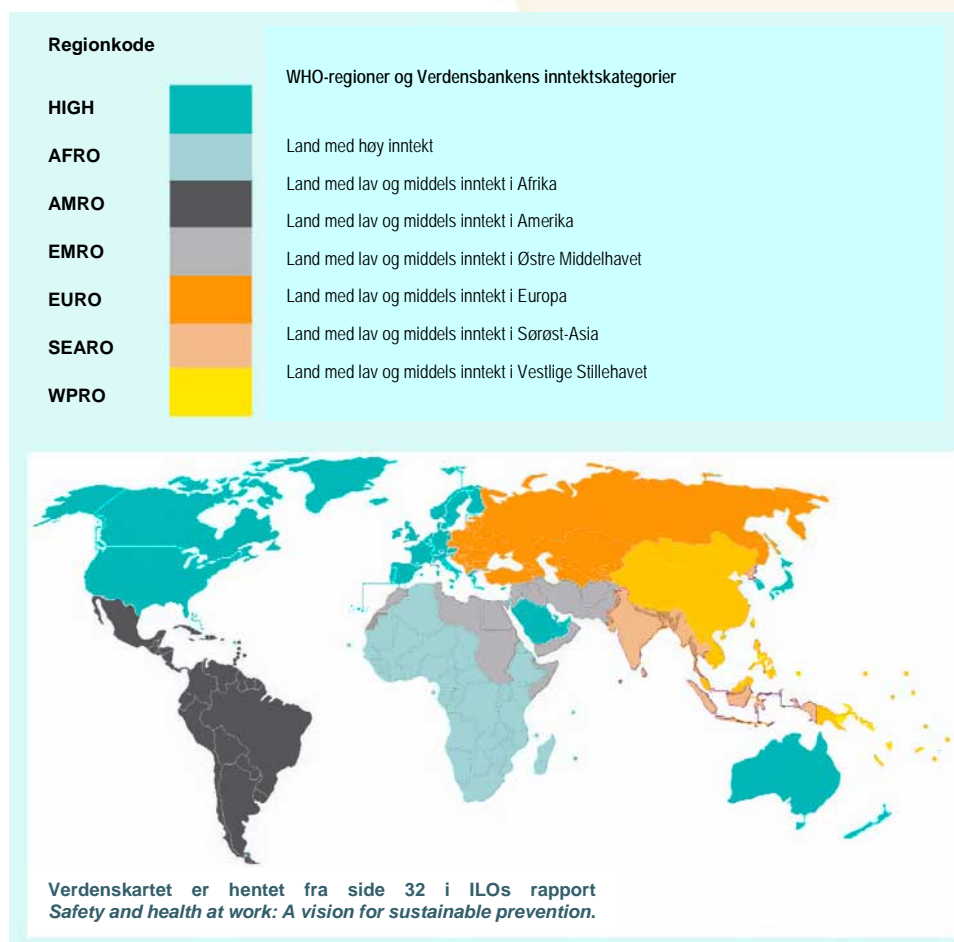 Regionkode
WHO-regioner og Verdensbankens inntektskategorier
HIGH
Land med høy inntekt
AFRO
Land med lav og middels inntekt i Afrika
AMRO
Land med lav og middels inntekt i Amerika
EMRO
Land med lav og middels inntekt i Østre Middelhavet
EURO
Land med lav og middels inntekt i Europa
SEARO
Land med lav og middels inntekt i Sørøst-Asia
WPRO
Land med lav og middels inntekt i Vestlige Stillehavet
Verdenskartet er hentet fra side 32 i ILOs rapport
Safety and health at work: A vision for sustainable prevention.